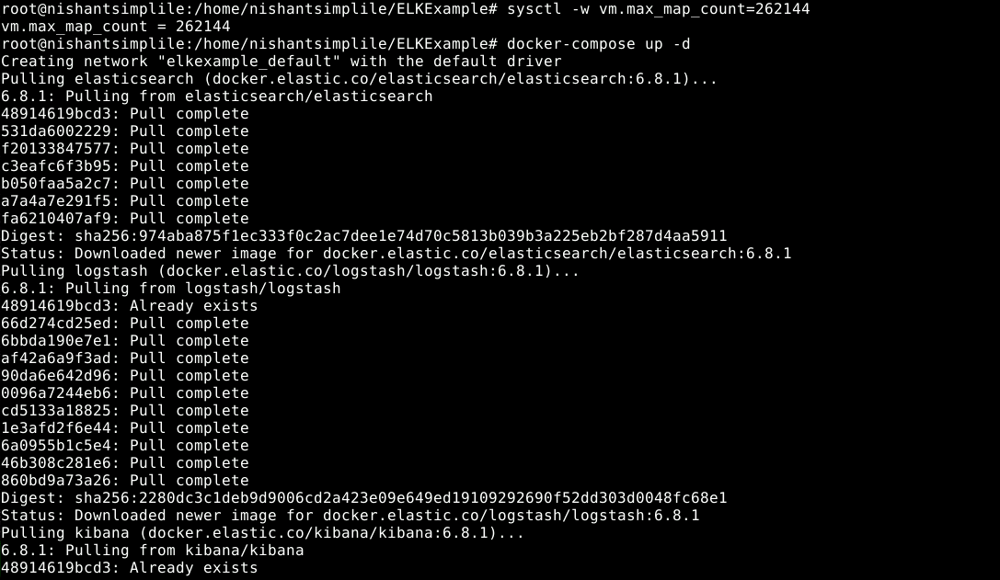 root@nishantsimplile:/home/nishantsimplile/ELKExample# sysctl -w vm.max_map_count=262144
vm.max_map_count = 262144
root@nishantsimplile:/home/nishantsimplile/ELKExample# docker-compose up -d
Creating network "elkexample_default" with the default driver
Pulling elasticsearch (docker.elastic.co/elasticsearch/elasticsearch:6.8.1)...
6.8.1: Pulling from elasticsearch/elasticsearch
48914619bcd3: Pull complete
531da6002229: Pull complete
f20133847577: Pull complete
c3eafc6f3b95: Pull complete
b050faa5a2c7: Pull complete
a7a4a7e291f5: Pull complete
fa6210407af9: Pull complete
Digest: sha256:974aba875f1ec333f0c2ac7dee1e74d70c5813b039b3a225eb2bf287d4aa5911
Status: Downloaded newer image for docker.elastic.co/elasticsearch/elasticsearch:6.8.1
Pulling logstash (docker.elastic.co/logstash/logstash:6.8.1)...
6.8.1: Pulling from logstash/logstash
48914619bcd3: Already exists
66d274cd25ed: Pull complete
6bbda190e7e1: Pull complete
af42a6a9f3ad: Pull complete
90da6e642d96: Pull complete
0096a7244eb6: Pull complete
cd5133a18825: Pull complete
1e3afd2f6e44: Pull complete
6a0955b1c5e4: Pull complete
46b308c281e6: Pull complete
860bd9a73a26: Pull complete
Digest: sha256:2280dc3c1deb9d9006cd2a423e09e649ed19109292690f52dd303d0048fc68e1
Status: Downloaded newer image for docker.elastic.co/logstash/logstash:6.8.1
Pulling kibana (docker.elastic.co/kibana/kibana:6.8.1)...
6.8.1: Pulling from kibana/kibana
48914619bcd3: Already exists